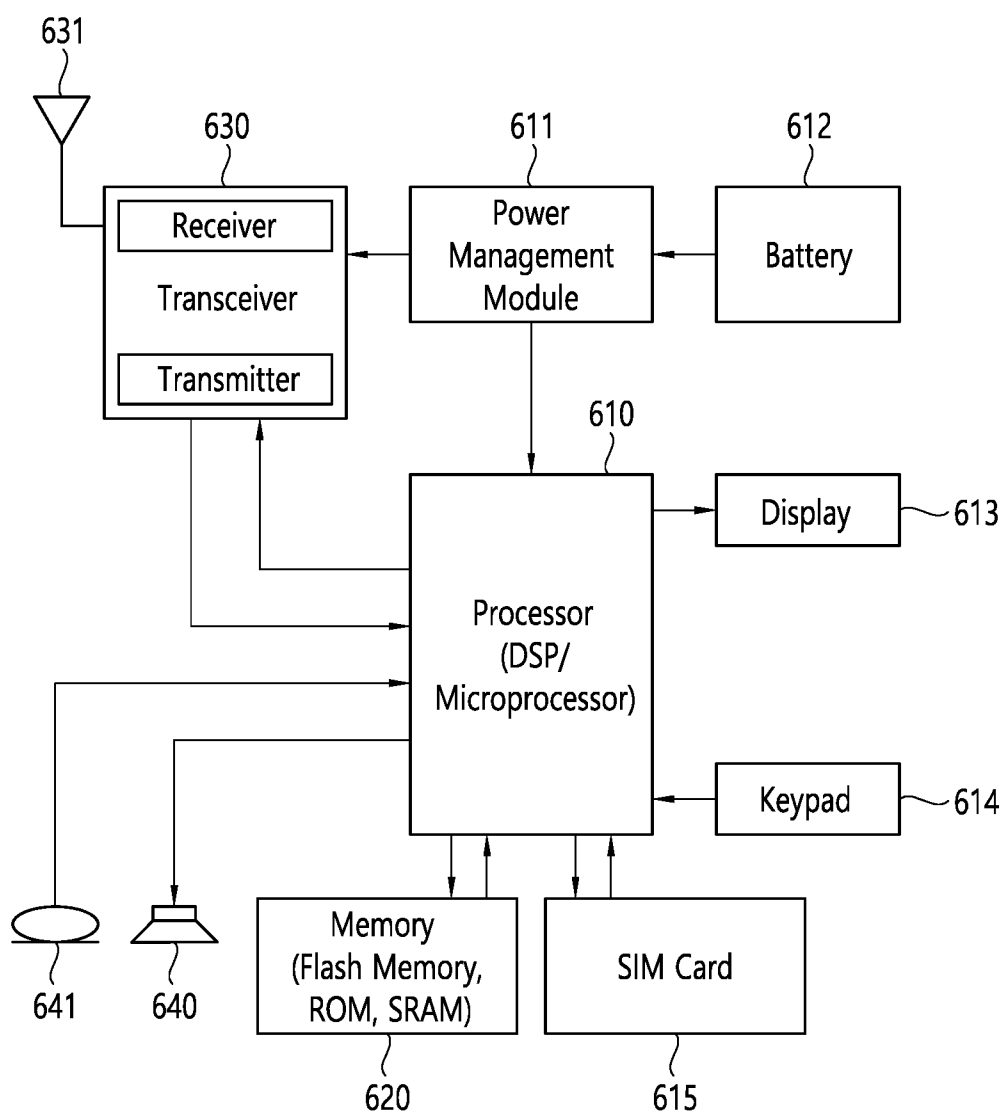 631
630
611
612
Receiver
Transceiver
Transmitter
Power
Management
Module
Battery
610
Display
613
Processor
(DSP/
Microprocessor)
Keypad
614
641
640
Memory
(Flash Memory,
ROM, SRAM)
SIM Card
620
615